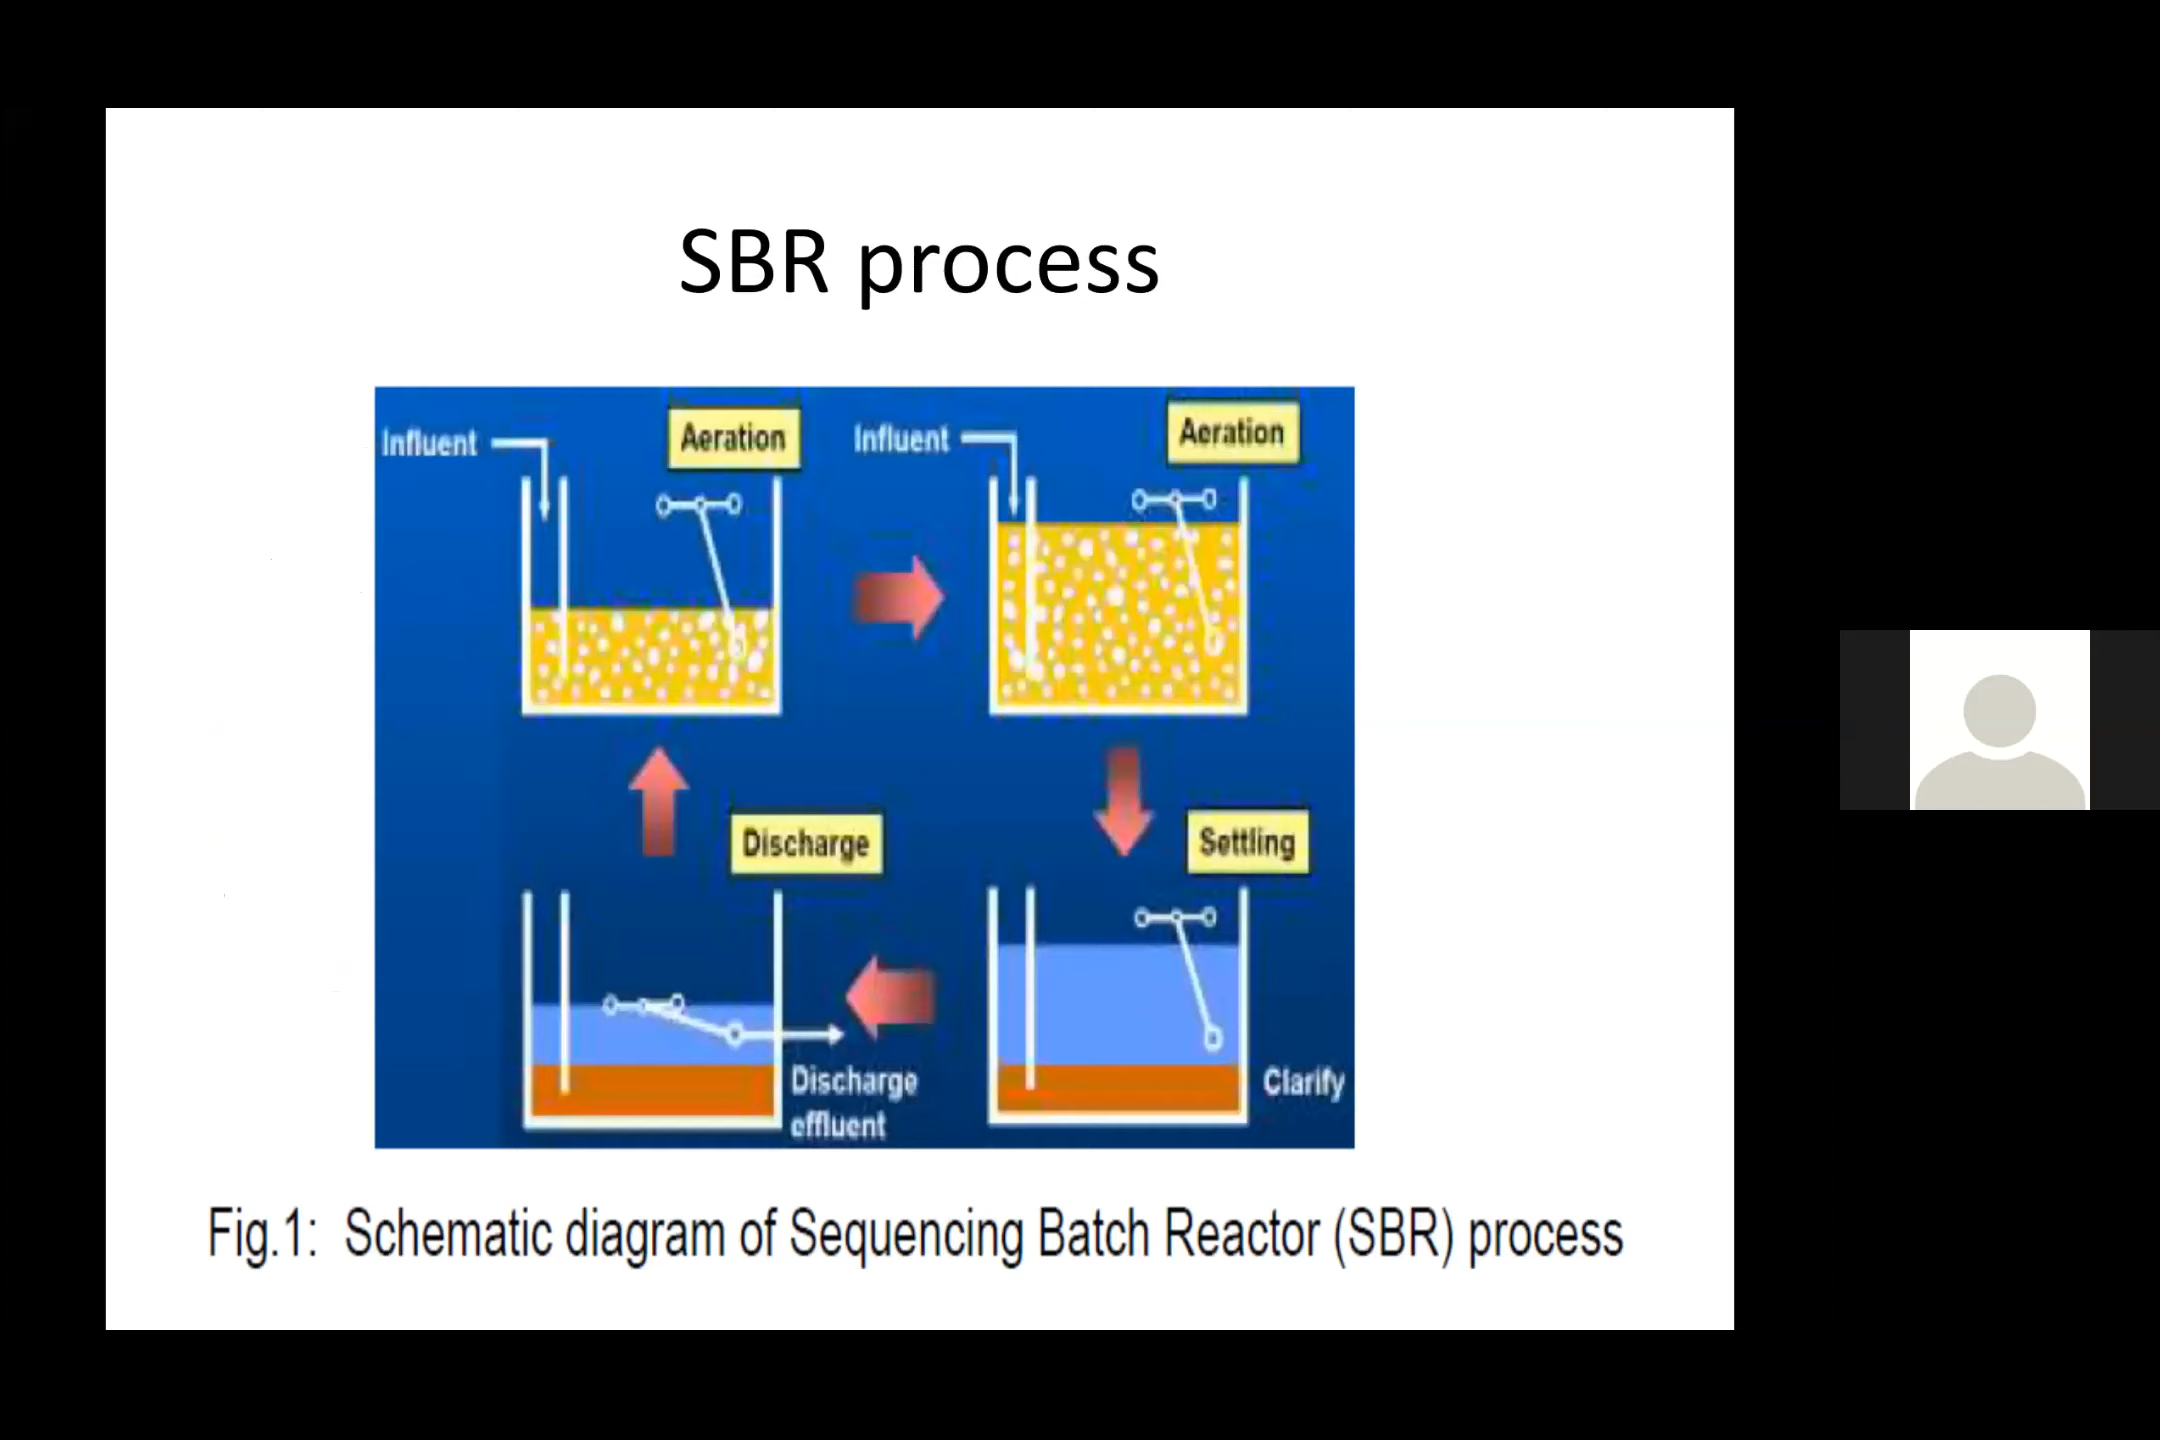 SBR process
Influent
Aeration
Influent
Aeration
Discharge
Settling
Discharge
effluent
Clarify
Fig.1: Schematic diagram of Sequencing Batch Reactor (SBR) process